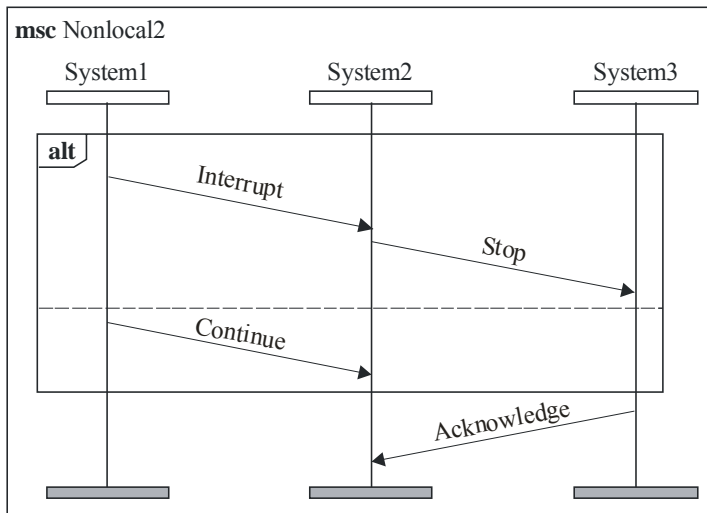 msc Nonlocal2
System1 System2 System3
alt
Interrupt
Stop
Continue
Acknowledge